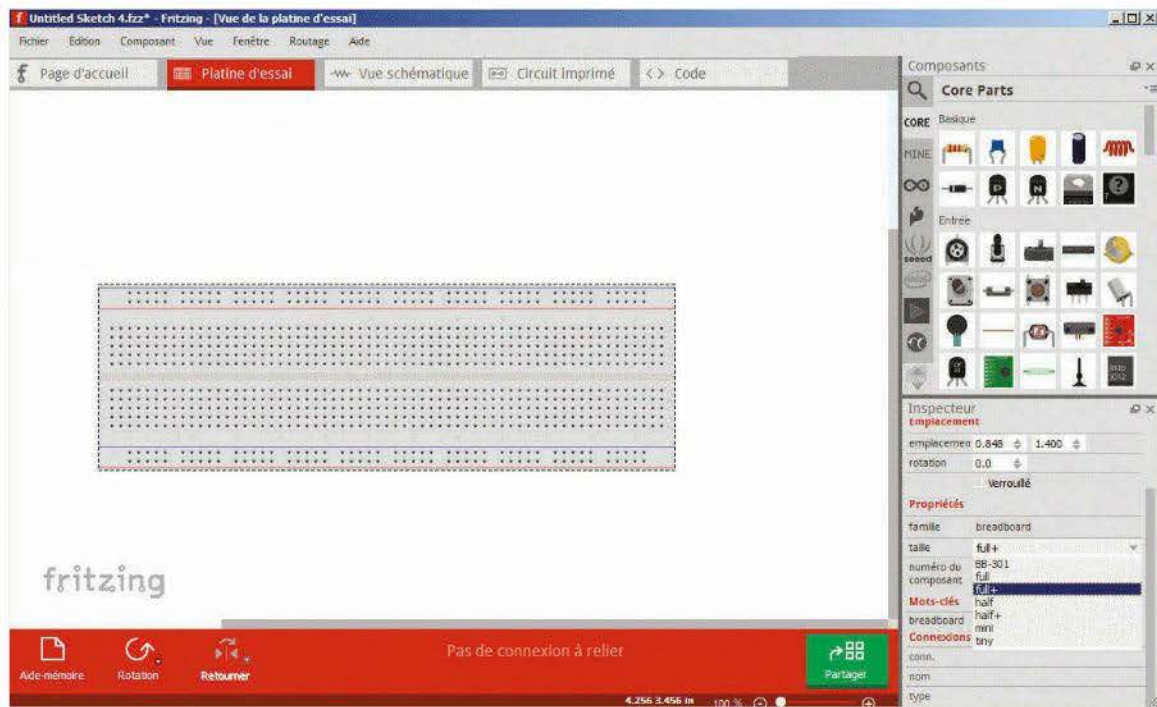 Untitled Sketch 4.fzz* - Fritzing - [Vue de la platine d'essai]
Fichier Édition Composant Vue Fenêtre Routage Aide
Page d'accueil Platine d'essai Vue schématique Circuit imprimé <> Code
Composants
Core Parts
CORE Basique
MINE
P N ?
Entrée
seeed
intel
Inspecteur
Emplacement
emplacemen 0.848 1.400
rotation 0.0
Verrouillé
Propriétés
famille breadboard
taille full+
numéro du composant
BB-301
full
full+
Mots-clés half
half+
breadboard mini
Connexions tiny
conn.
nom
type
fritzing
Aide-mémoire Rotation Retourner
Pas de connexion à relier
Partager
4.256 3.456 in 100 %